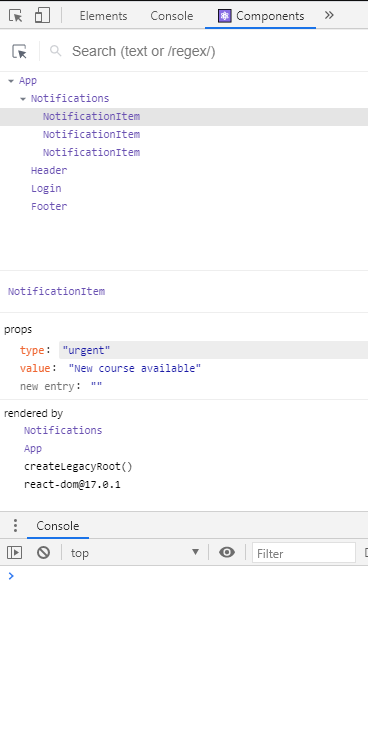 Elements Console Components »
Search (text or /regex/)
App
Notifications
NotificationItem
NotificationItem
NotificationItem
Header
Login
Footer
NotificationItem
props
type: "urgent"
value: "New course available"
new entry: ""
rendered by
Notifications
App
createLegacyRoot()
react-dom@17.0.1
Console
top Filter